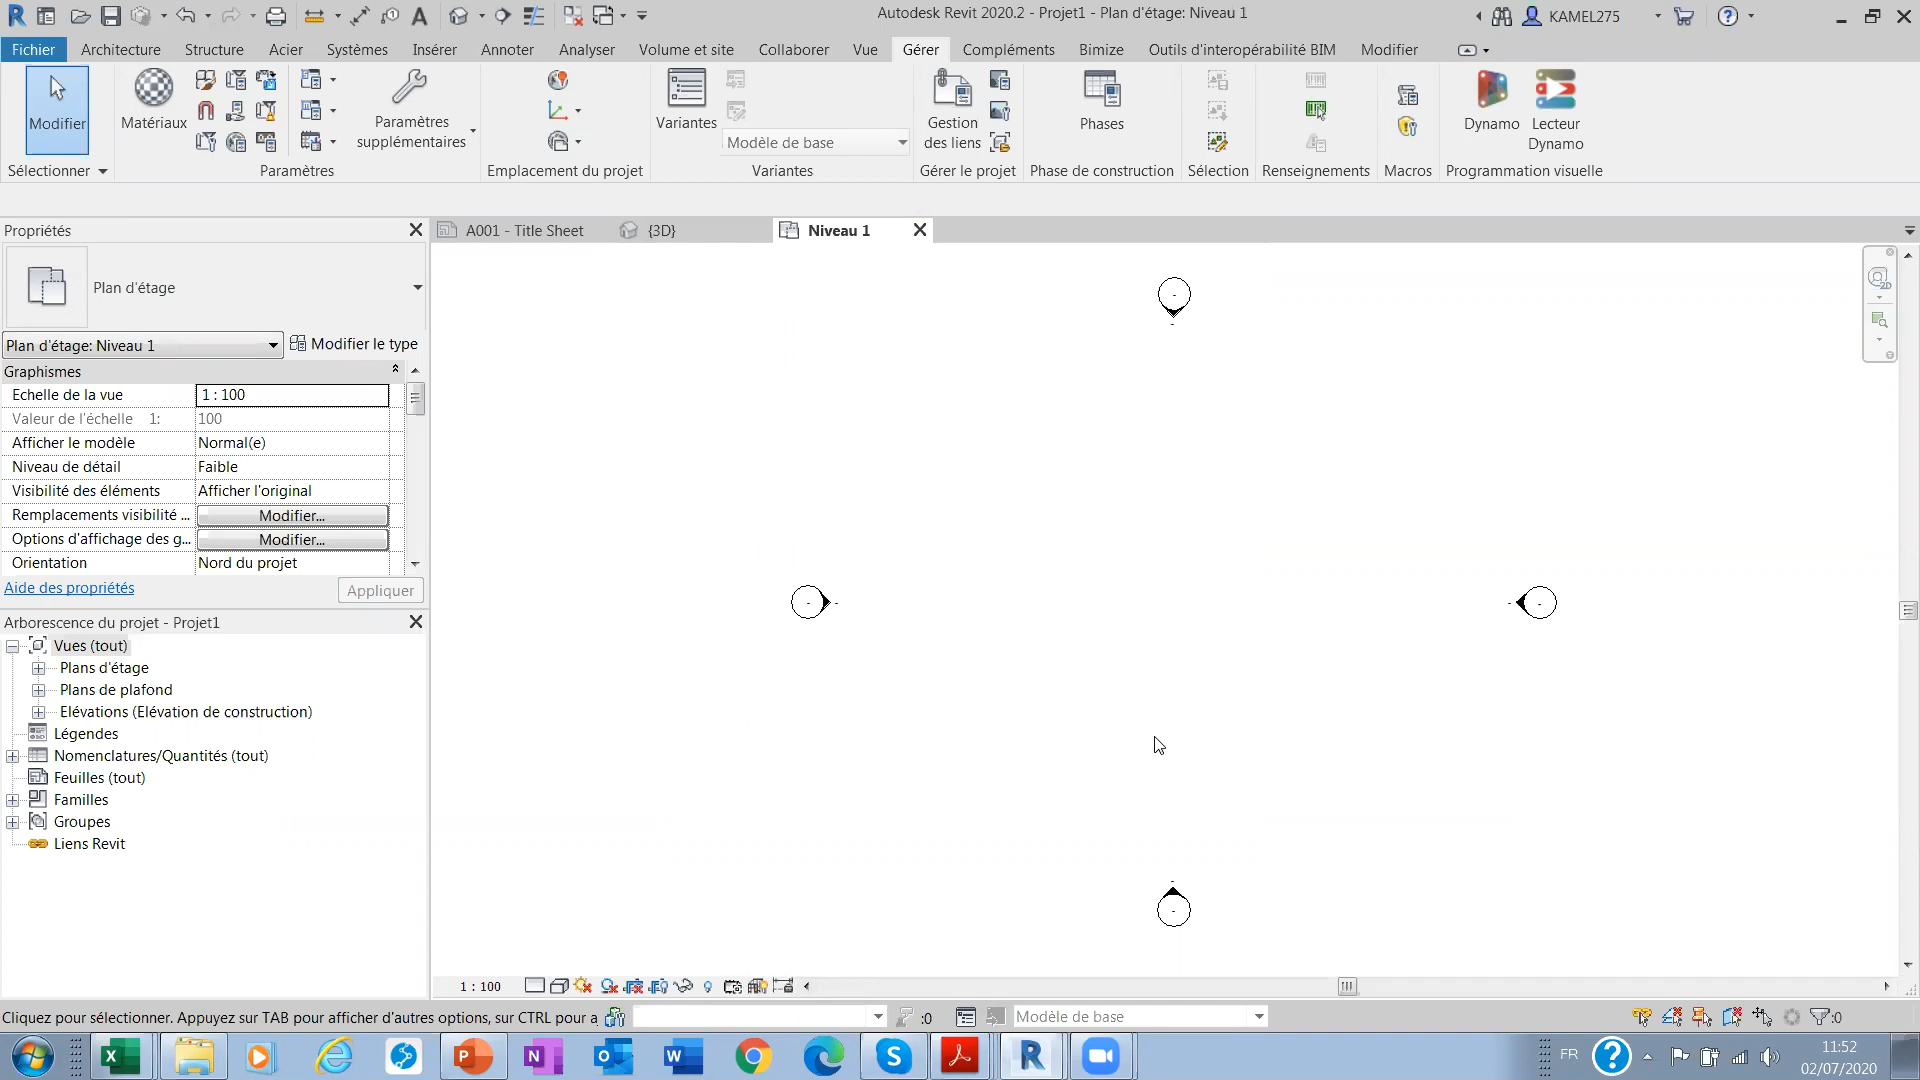 Autodesk Revit 2020.2 - Projet1 - Plan d'étage: Niveau 1
KAMEL275
Fichier Architecture Structure Acier Systèmes Insérer Annoter Analyser Volume et site Collaborer Vue Gérer Compléments Bimize Outils d'interopérabilité BIM Modifier
Modifier
Matériaux
Paramètres
supplémentaires
Variantes
Modèle de base
Gestion
des liens
Phases
Dynamo
Lecteur
Dynamo
Sélectionner Paramètres Emplacement du projet Variantes Gérer le projet Phase de construction Sélection Renseignements Macros Programmation visuelle
Propriétés
A001 - Title Sheet {3D} Niveau 1
Plan d'étage
Plan d'étage: Niveau 1 Modifier le type
Graphismes
Echelle de la vue 1 : 100
Valeur de l'échelle 1: 100
Afficher le modèle Normal(e)
Niveau de détail Faible
Visibilité des éléments Afficher l'original
Remplacements visibilité ... Modifier...
Options d'affichage des g... Modifier...
Orientation Nord du projet
Aide des propriétés Appliquer
Arborescence du projet - Projet1
Vues (tout)
Plans d'étage
Plans de plafond
Elévations (Elévation de construction)
Légendes
Nomenclatures/Quantités (tout)
Feuilles (tout)
Familles
Groupes
Liens Revit
2D
1 : 100
Cliquez pour sélectionner. Appuyez sur TAB pour afficher d'autres options, sur CTRL pour a
:0
Modèle de base
:0
FR
11:52
02/07/2020